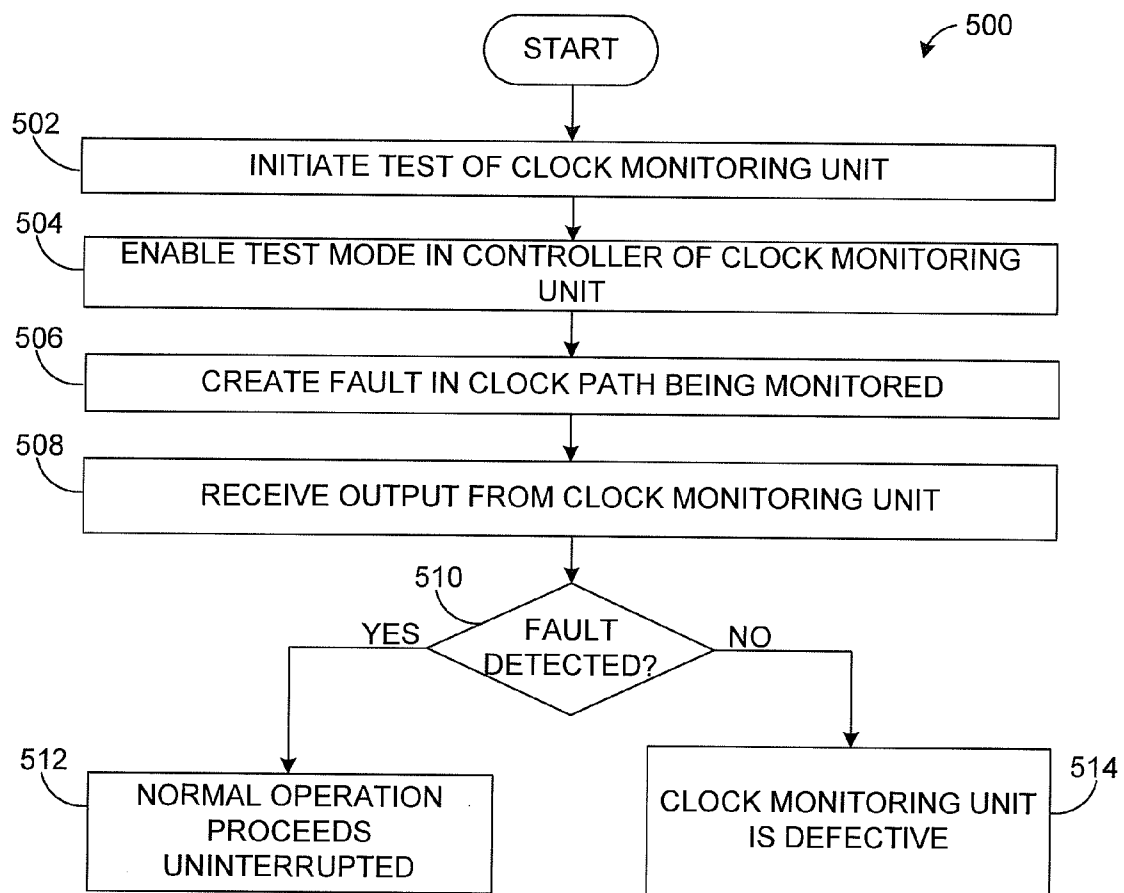 START
500
502
INITIATE TEST OF CLOCK MONITORING UNIT
504
ENABLE TEST MODE IN CONTROLLER OF CLOCK MONITORING
UNIT
506
CREATE FAULT IN CLOCK PATH BEING MONITORED
508
RECEIVE OUTPUT FROM CLOCK MONITORING UNIT
510
FAULT
DETECTED?
YES
NO
512
NORMAL OPERATION
PROCEEDS
UNINTERRUPTED
514
CLOCK MONITORING UNIT
IS DEFECTIVE